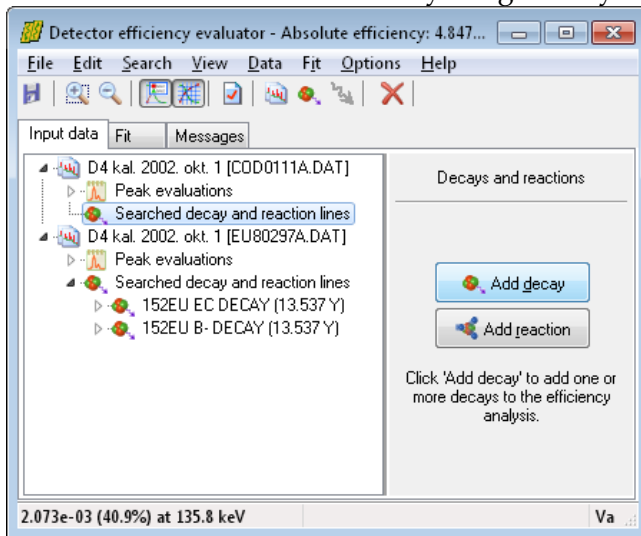 Detector efficiency evaluator - Absolute efficiency: 4.847...
File Edit Search View Data Fit Options Help
Input data Fit Messages
D4 kal. 2002. okt. 1 [COD0111A.DAT]
Peak evaluations
Searched decay and reaction lines
D4 kal. 2002. okt. 1 [EU80297A.DAT]
Peak evaluations
Searched decay and reaction lines
152EU EC DECAY (13.537 Y)
152EU B- DECAY (13.537 Y)
Decays and reactions
Add decay
Add reaction
Click 'Add decay' to add one or
more decays to the efficiency
analysis.
2.073e-03 (40.9%) at 135.8 keV Va